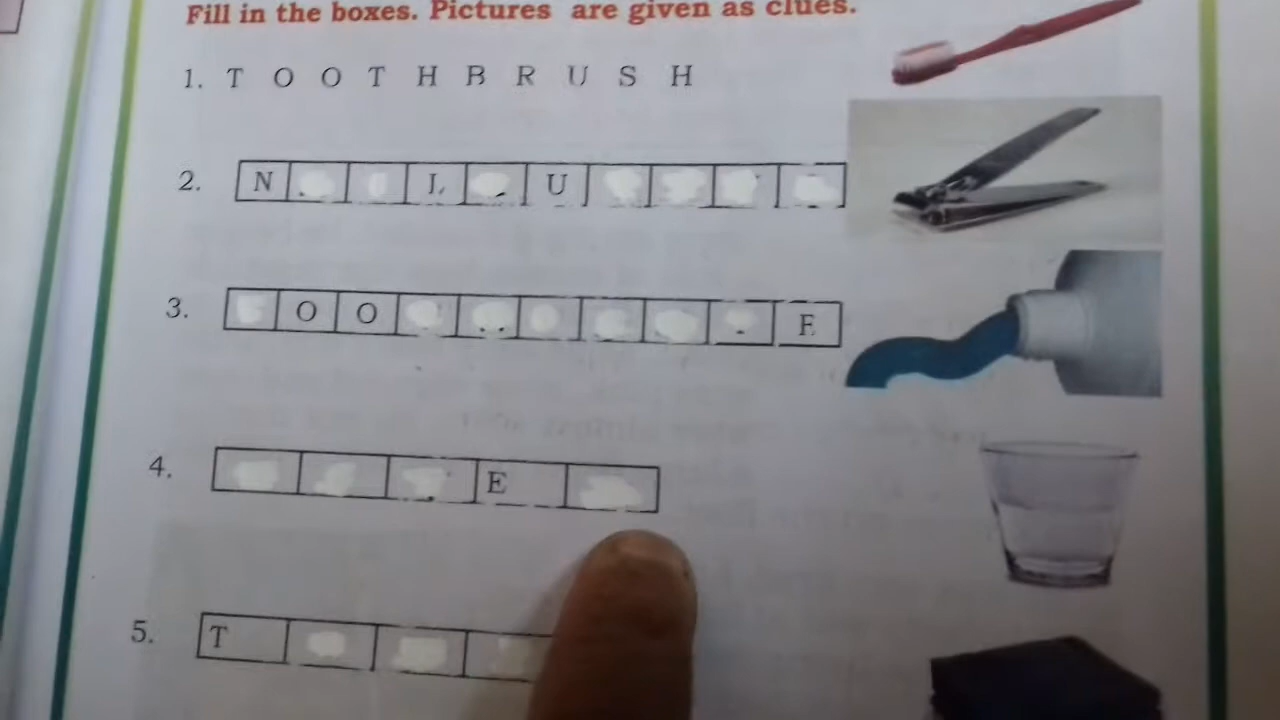 Fill in the boxes. Pictures are given as clues.
1. T O O T H B R U S H
2. N L U
3. O O E
4. E
5. T